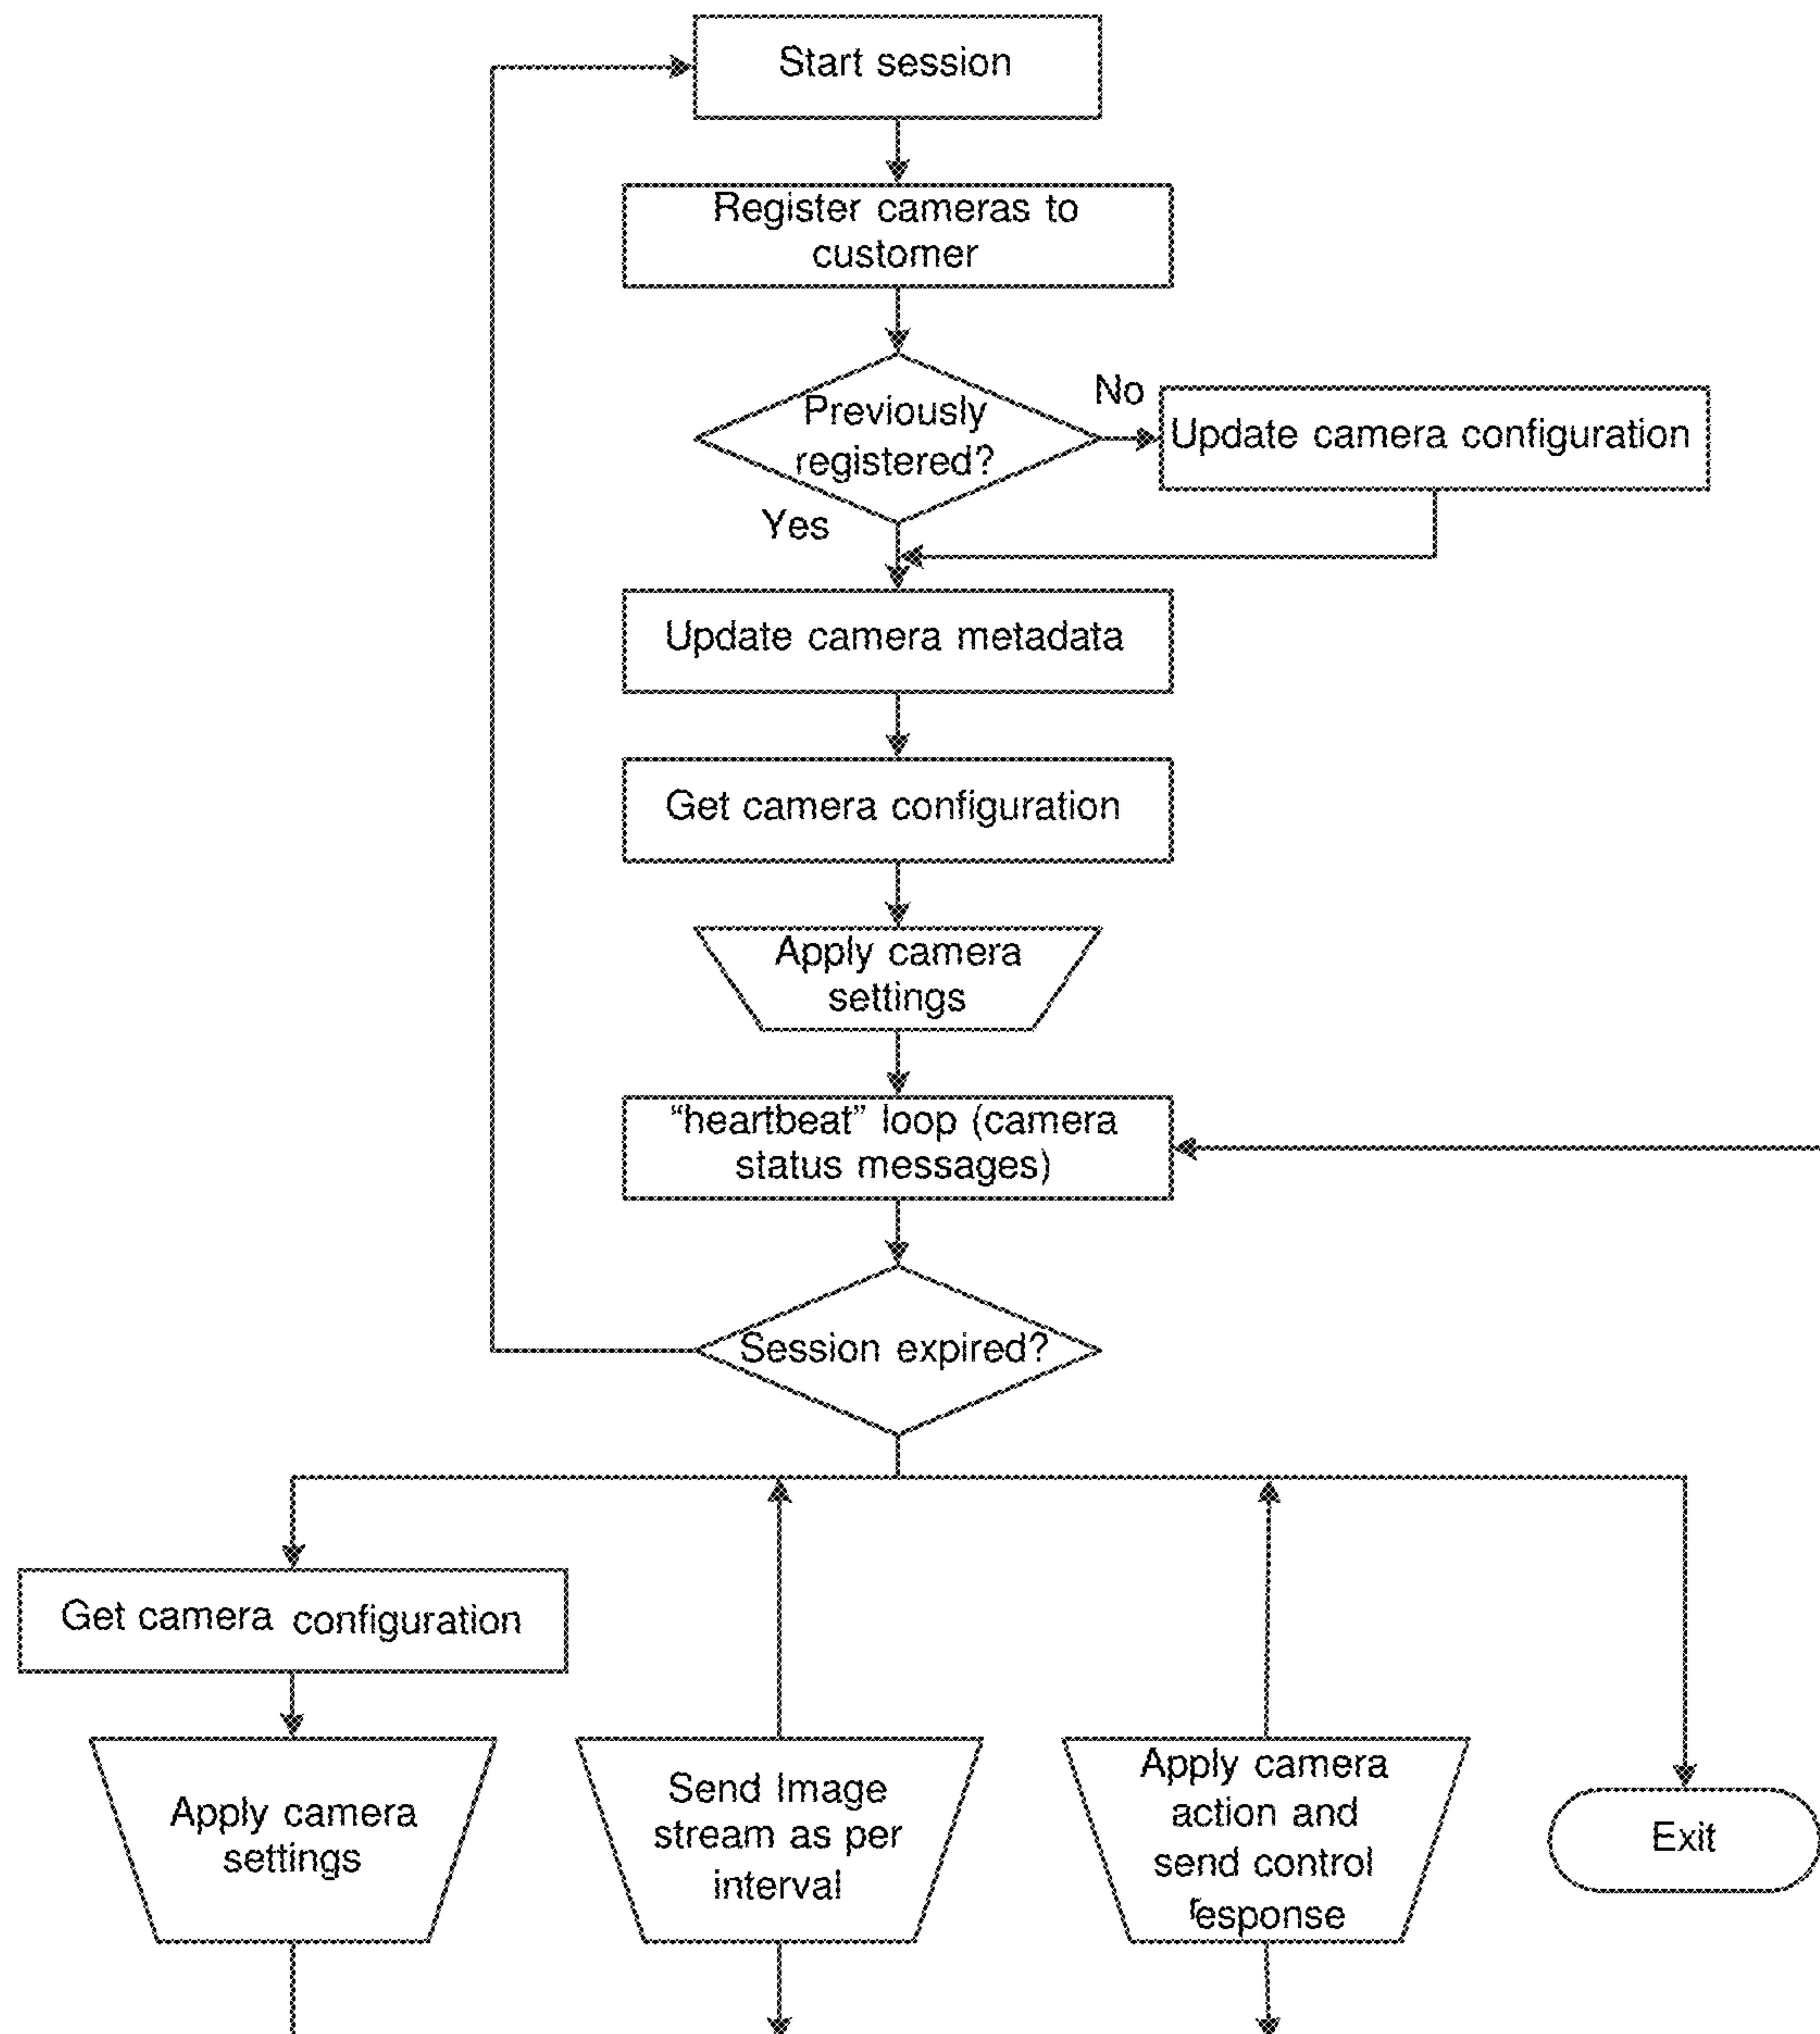 Start session
Register cameras to
customer
Previously
registered?
No
Update camera configuration
Yes
Update camera metadata
Get camera configuration
Apply camera
settings
“heartbeat” loop (camera
status messages)
Session expired?
Get camera configuration
Apply camera
settings
Send Image
stream as per
interval
Apply camera
action and
send control
response
Exit